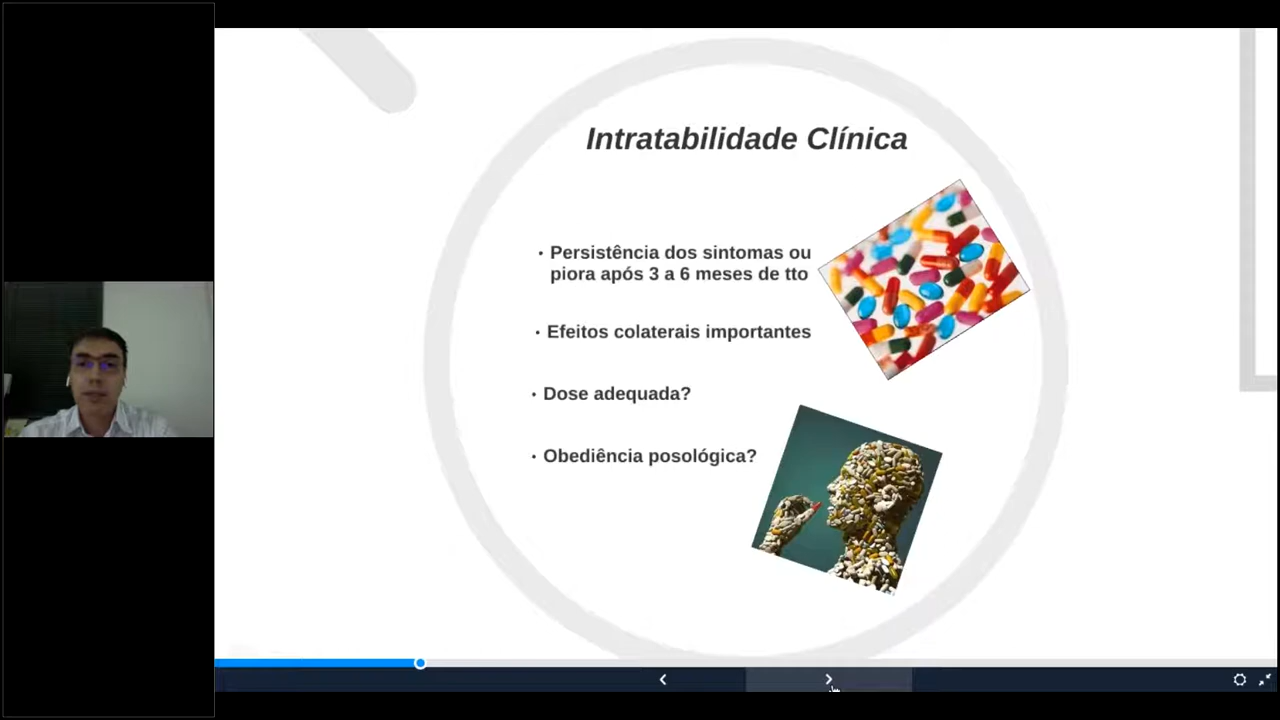 Intratabilidade Clínica
• Persistência dos sintomas ou
piora após 3 a 6 meses de tto
• Efeitos colaterais importantes
• Dose adequada?
• Obediência posológica?